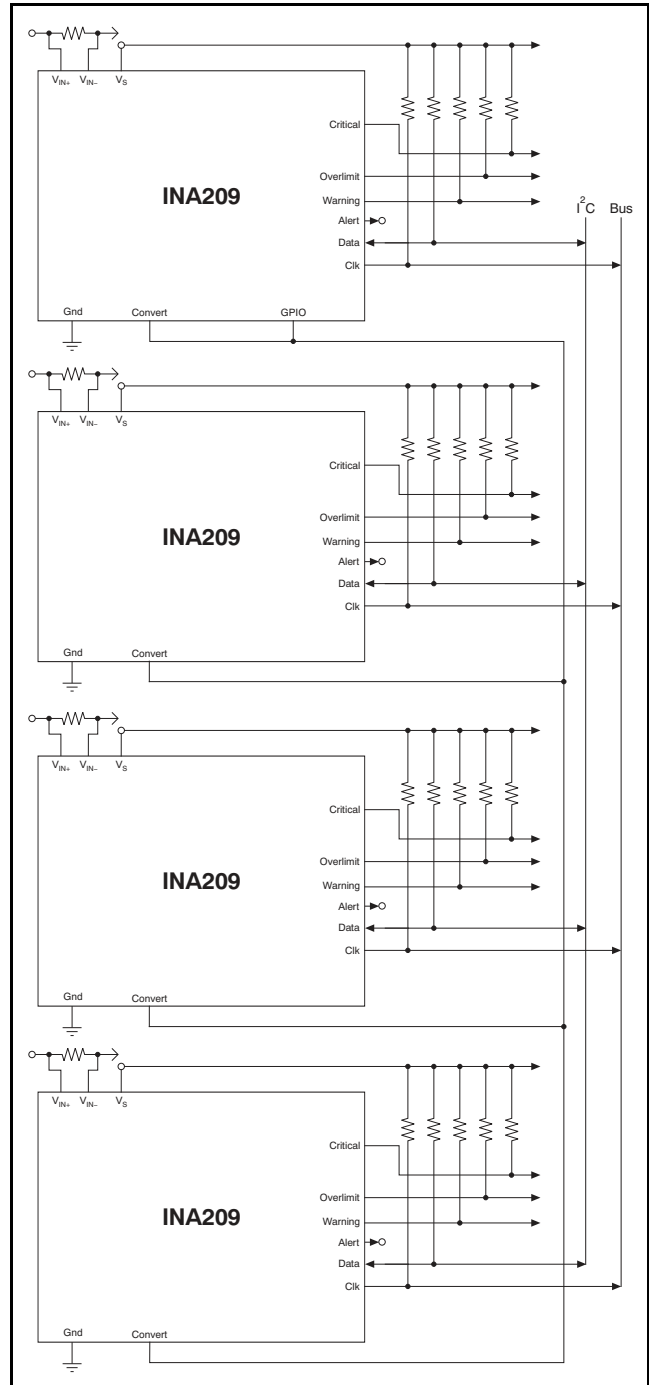 V_IN+ V_IN– V_S
Critical
INA209
Overlimit
Warning
I²C Bus
Alert
Data
Clk
Gnd Convert GPIO
V_IN+ V_IN– V_S
Critical
Overlimit
INA209
Warning
Alert
Data
Clk
Gnd Convert
V_IN+ V_IN– V_S
Critical
Overlimit
INA209
Warning
Alert
Data
Clk
Gnd Convert
V_IN+ V_IN– V_S
Critical
Overlimit
INA209
Warning
Alert
Data
Clk
Gnd Convert